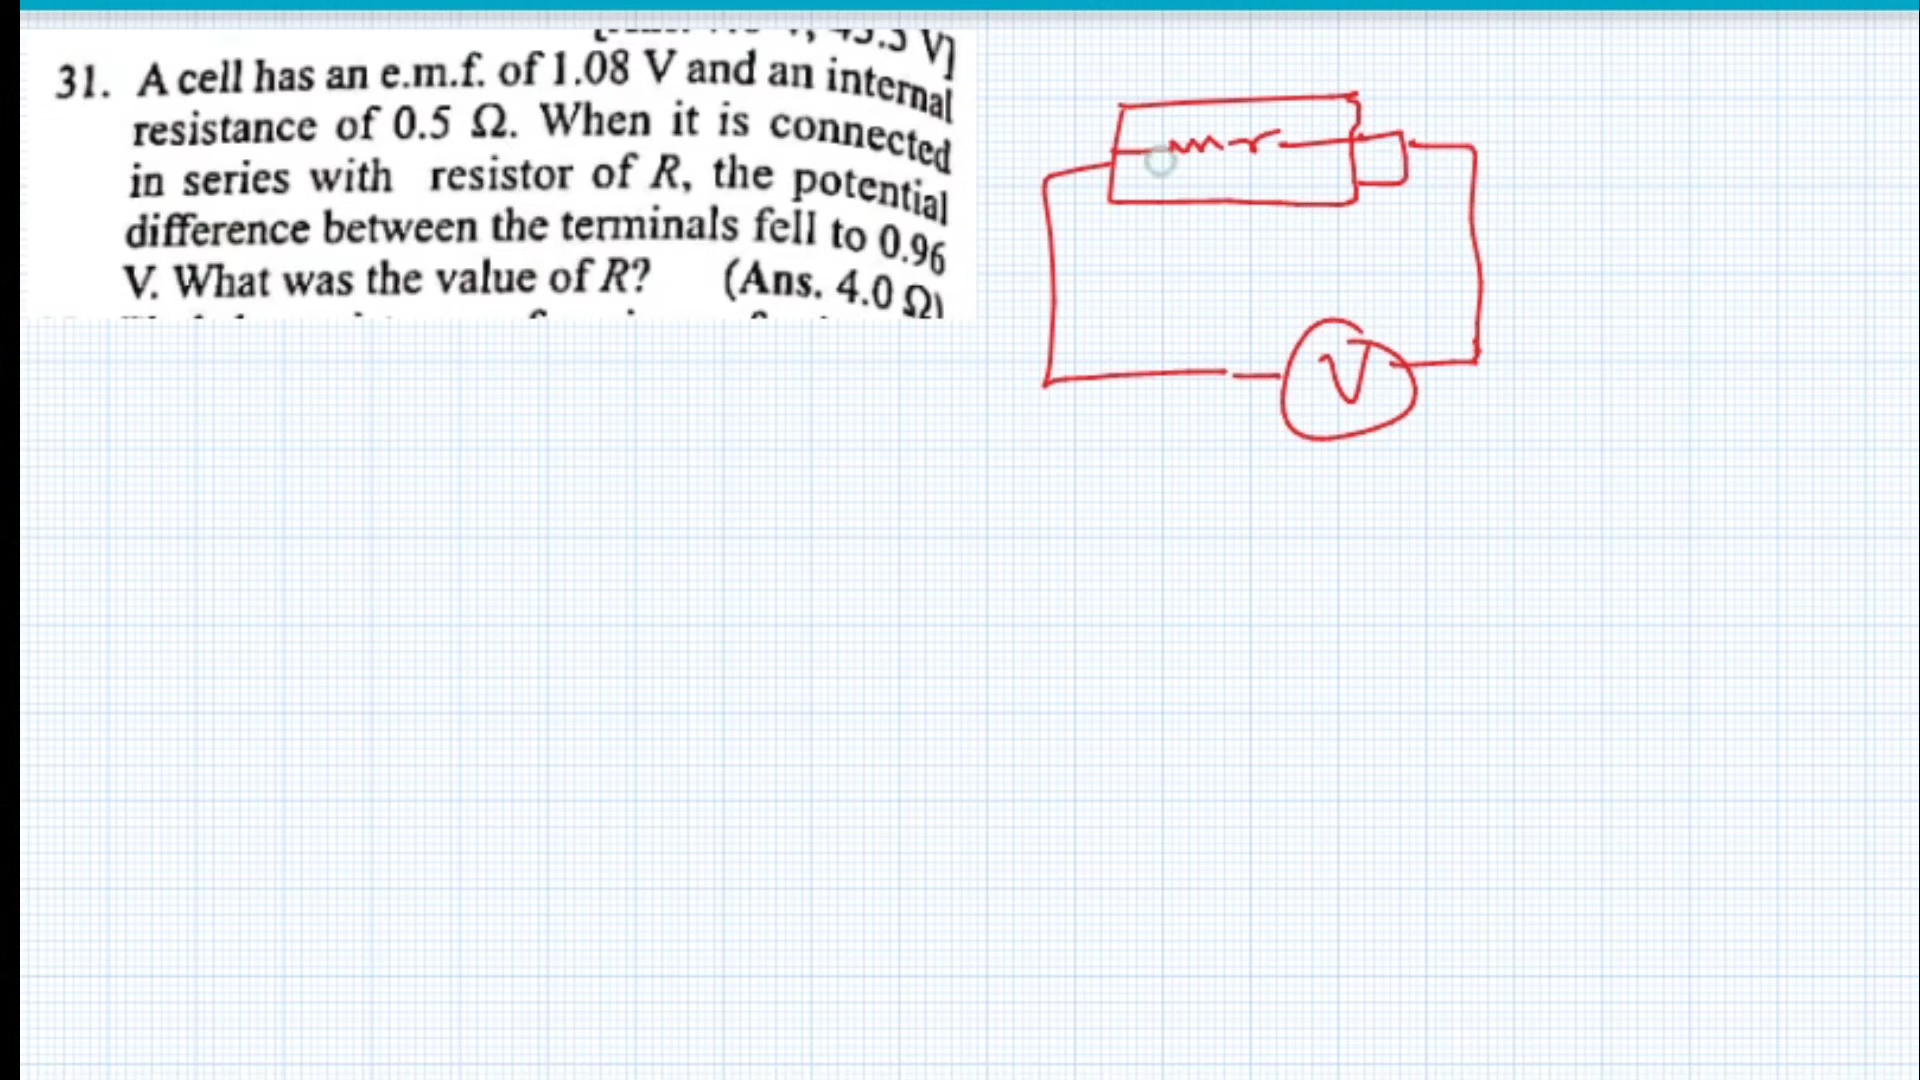 43.3 V]
31. A cell has an e.m.f. of 1.08 V and an internal
resistance of 0.5 Ω. When it is connected
in series with resistor of R, the potential
difference between the terminals fell to 0.96
V. What was the value of R? (Ans. 4.0 Ω)
r
V